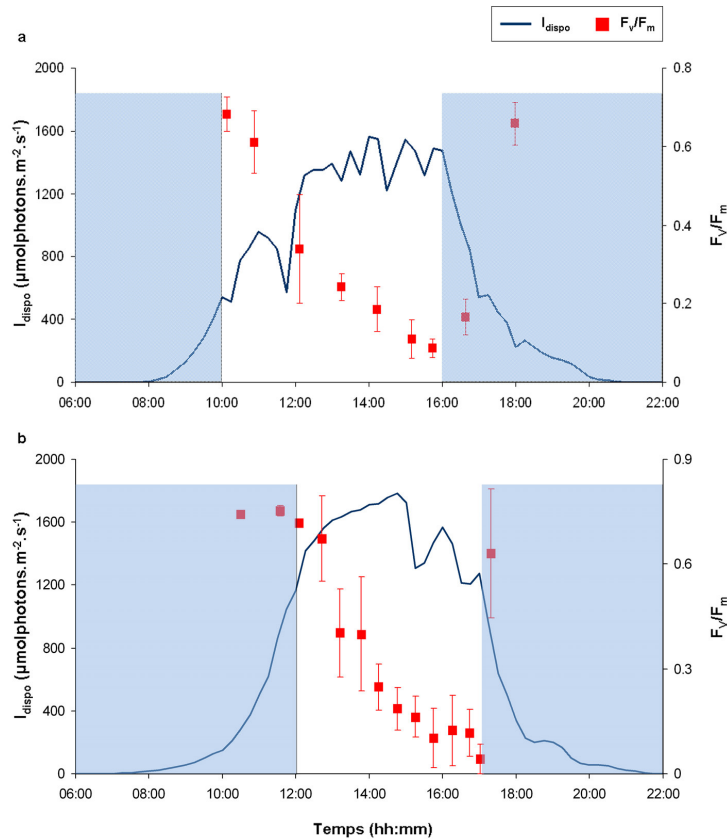 I_dispo F_v/F_m
a
2000 0.8
1600 0.6
1200 0.4
800 0.2
400 0
0
I_dispo (µmolphotons.m⁻².s⁻¹)
F_V/F_m
06:00 08:00 10:00 12:00 14:00 16:00 18:00 20:00 22:00
b
2000 0.9
1600 0.6
1200 0.3
800 0
400
0
I_dispo (µmolphotons.m⁻².s⁻¹)
F_V/F_m
06:00 08:00 10:00 12:00 14:00 16:00 18:00 20:00 22:00
Temps (hh:mm)